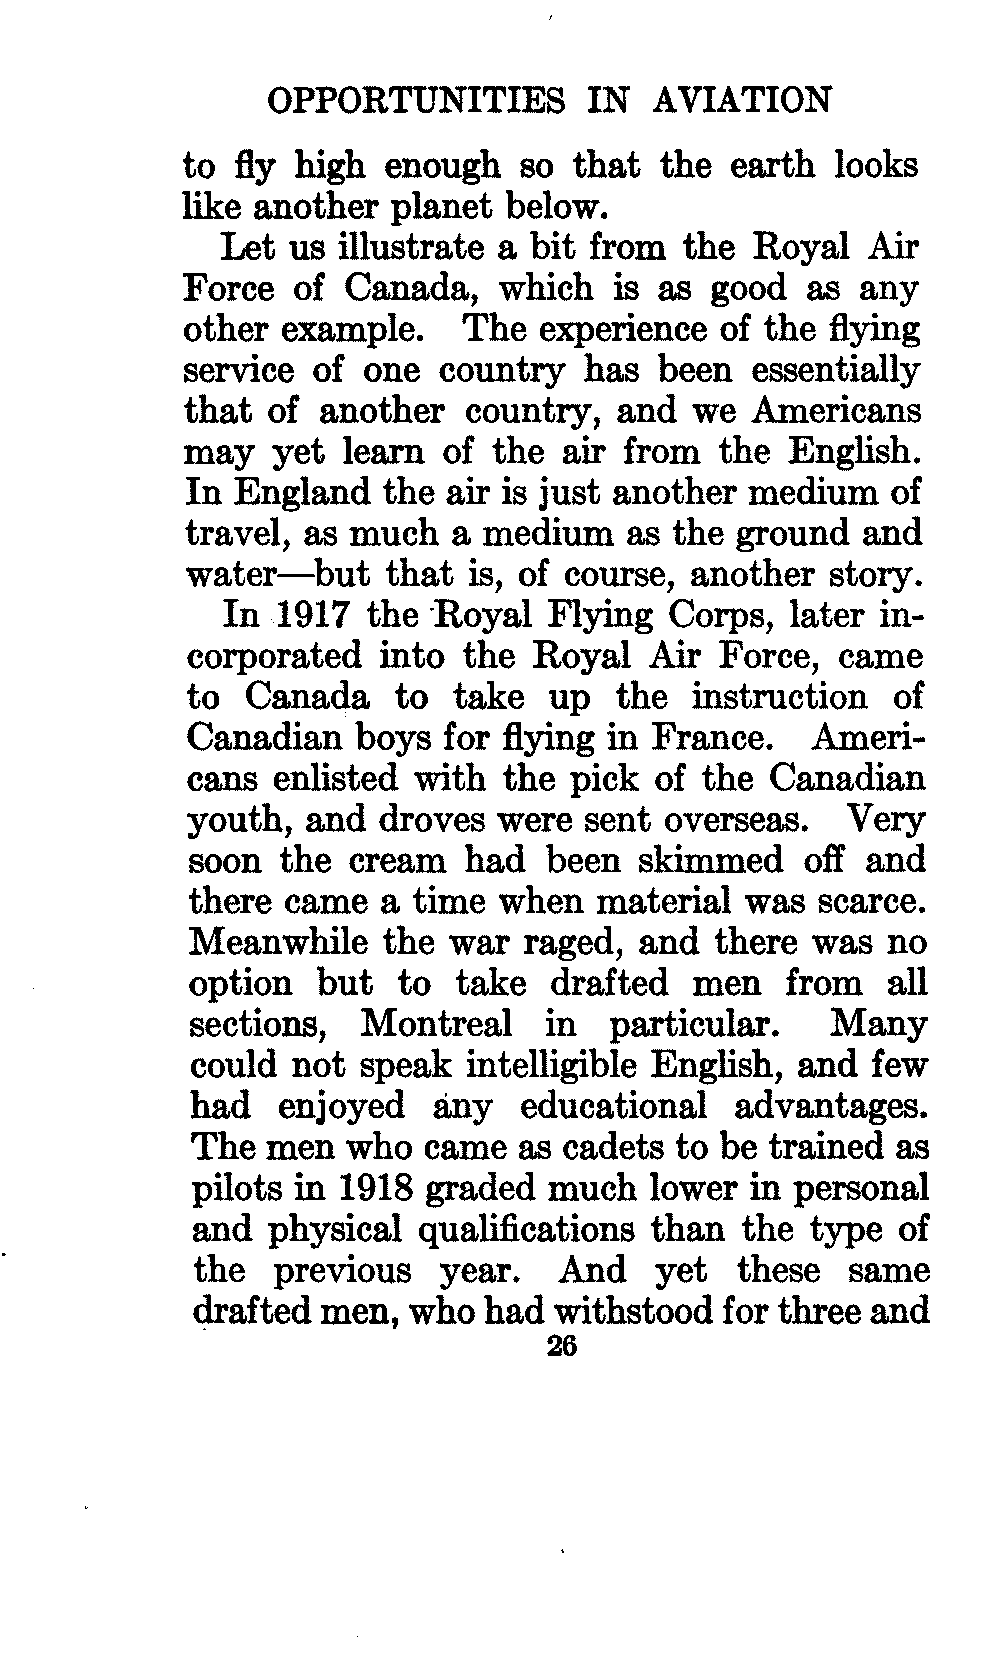 OPPORTUNITIES IN AVIATION
to fly high enough so that the earth looks
like another planet below.
Let us illustrate a bit from the Royal Air
Force of Canada, which is as good as any
other example. The experience of the flying
service of one country has been essentially
that of another country, and we Americans
may yet learn of the air from the English.
In England the air is just another medium of
travel, as much a medium as the ground and
water—but that is, of course, another story.
In 1917 the Royal Flying Corps, later in-
corporated into the Royal Air Force, came
to Canada to take up the instruction of
Canadian boys for flying in France. Ameri-
cans enlisted with the pick of the Canadian
youth, and droves were sent overseas. Very
soon the cream had been skimmed off and
there came a time when material was scarce.
Meanwhile the war raged, and there was no
option but to take drafted men from all
sections, Montreal in particular. Many
could not speak intelligible English, and few
had enjoyed any educational advantages.
The men who came as cadets to be trained as
pilots in 1918 graded much lower in personal
and physical qualifications than the type of
the previous year. And yet these same
drafted men, who had withstood for three and
26